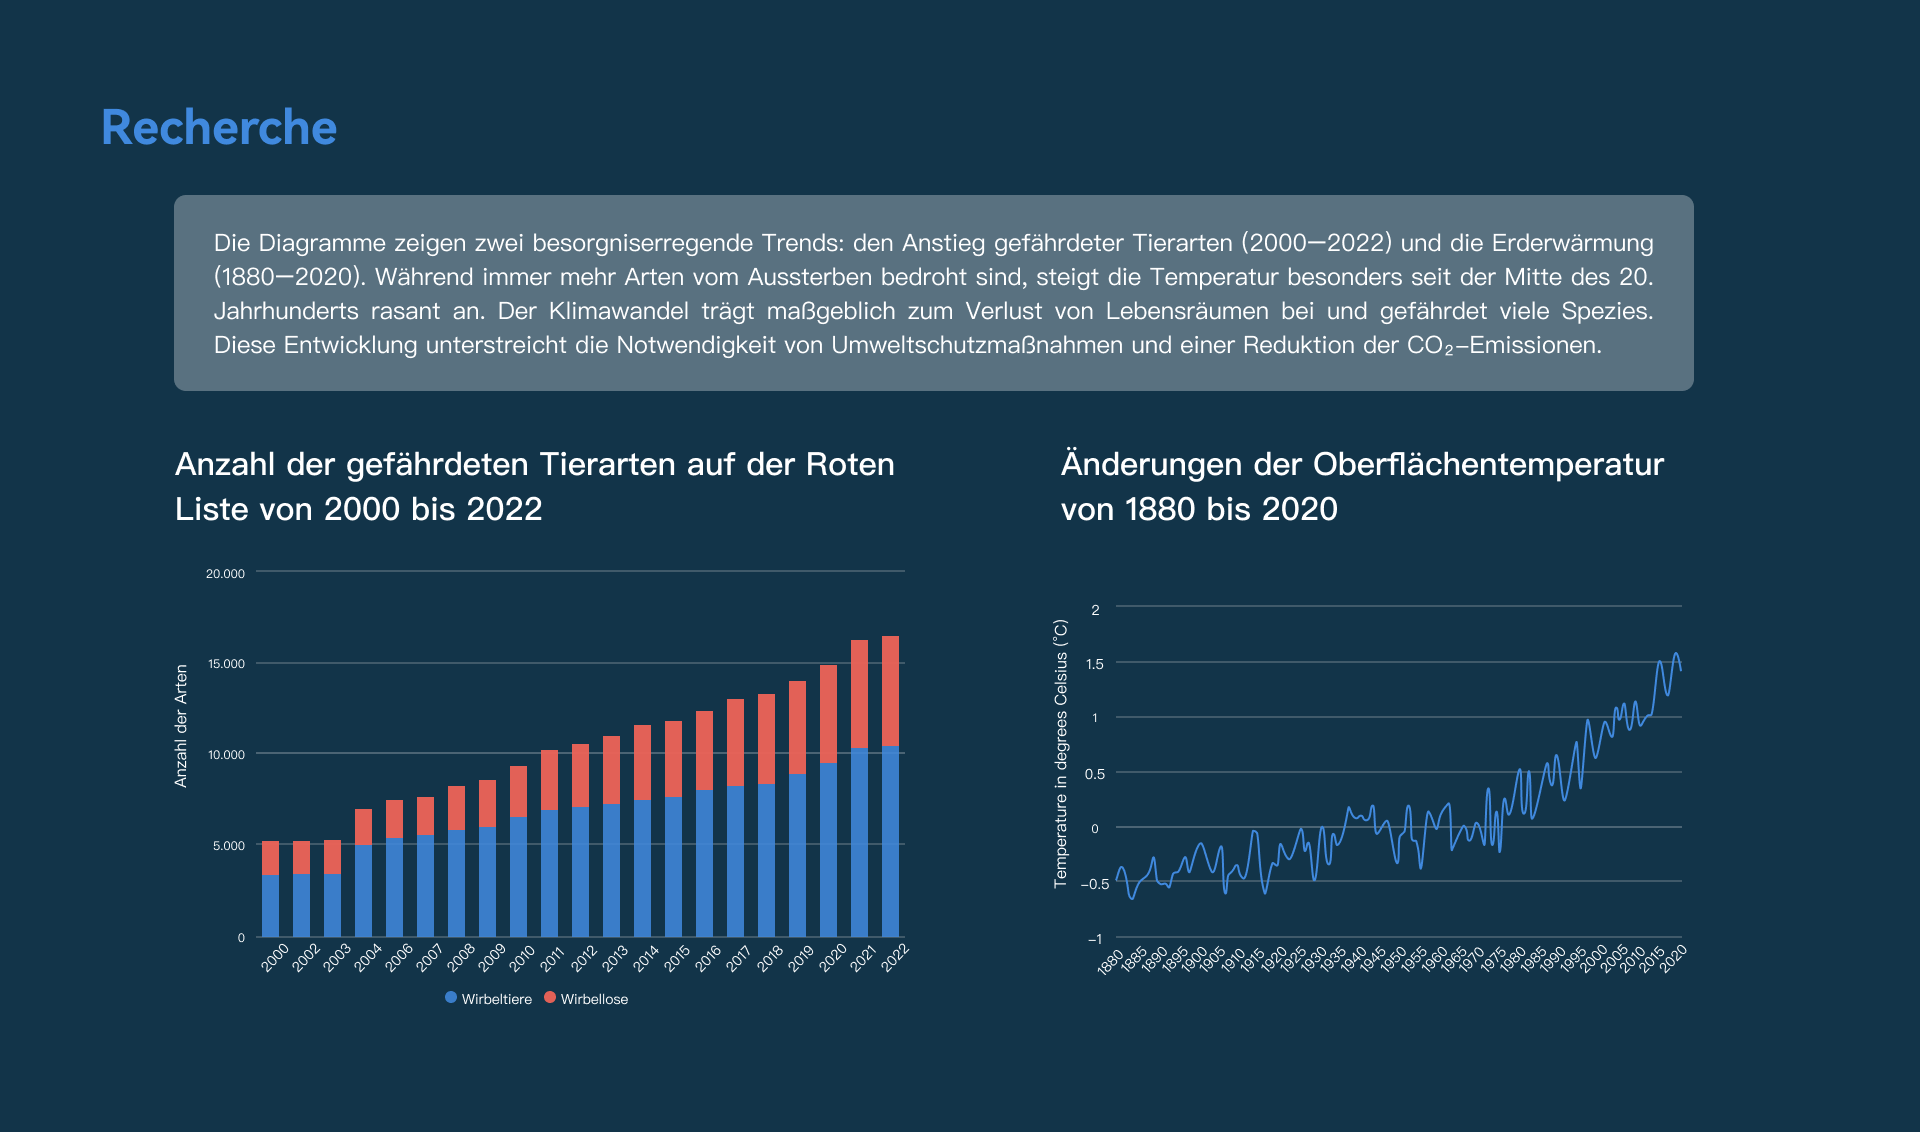 Recherche
Die Diagramme zeigen zwei besorgniserregende Trends: den Anstieg gefährdeter Tierarten (2000–2022) und die Erderwärmung
(1880–2020). Während immer mehr Arten vom Aussterben bedroht sind, steigt die Temperatur besonders seit der Mitte des 20.
Jahrhunderts rasant an. Der Klimawandel trägt maßgeblich zum Verlust von Lebensräumen bei und gefährdet viele Spezies.
Diese Entwicklung unterstreicht die Notwendigkeit von Umweltschutzmaßnahmen und einer Reduktion der CO₂-Emissionen.
Anzahl der gefährdeten Tierarten auf der Roten
Liste von 2000 bis 2022
Anzahl der Arten
20.000
15.000
10.000
5.000
0
2000 2002 2003 2004 2006 2007 2008 2009 2010 2011 2012 2013 2014 2015 2016 2017 2018 2019 2020 2021 2022
Wirbeltiere Wirbellose
Änderungen der Oberflächentemperatur
von 1880 bis 2020
Temperature in degrees Celsius (°C)
2
1.5
1
0.5
0
-0.5
-1
1880 1885 1890 1895 1900 1905 1910 1915 1920 1925 1930 1935 1940 1945 1950 1955 1960 1965 1970 1975 1980 1985 1990 1995 2000 2005 2010 2015 2020